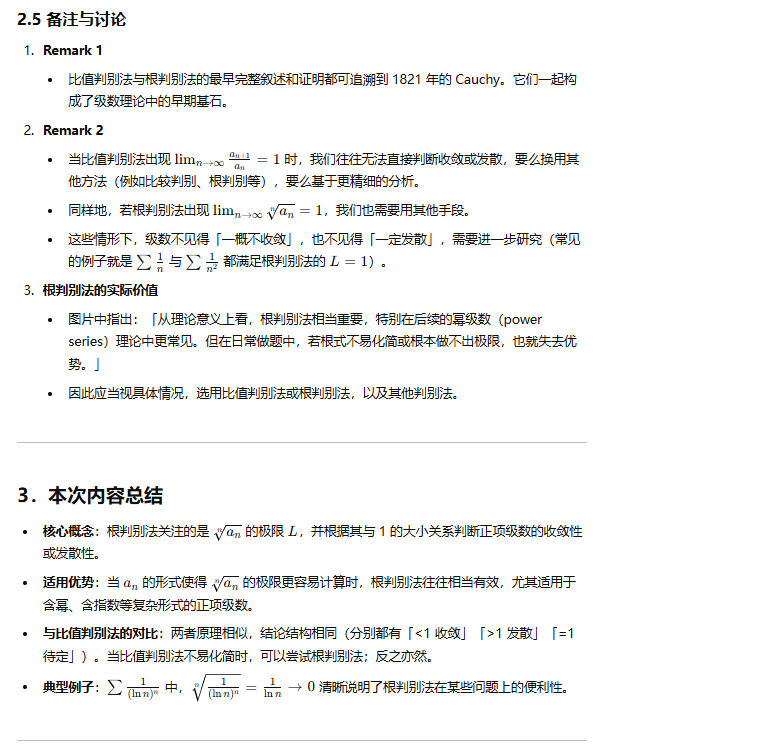 2.5 备注与讨论
1. Remark 1
• 比值判别法与根判别法的最早完整叙述和证明都可追溯到 1821 年的 Cauchy。它们一起构
成了级数理论中的早期基石。
2. Remark 2
• 当比值判别法出现 $\lim_{n\to\infty} \frac{a_{n+1}}{a_n} = 1$ 时，我们往往无法直接判断收敛或发散，要么换用其
他方法（例如比较判别、根判别等），要么基于更精细的分析。
• 同样地，若根判别法出现 $\lim_{n\to\infty} \sqrt[n]{a_n} = 1$，我们也需要用其他手段。
• 这些情形下，级数不见得「一概不收敛」，也不见得「一定发散」，需要进一步研究（常见
的例子就是 $\sum \frac{1}{n}$ 与 $\sum \frac{1}{n^2}$ 都满足根判别法的 $L = 1$）。
3. 根判别法的实际价值
• 图片中指出：「从理论意义上看，根判别法相当重要，特别在后续的幂级数（power
series）理论中更常见。但在日常做题中，若根式不易化简或根本做不出极限，也就失去优
势。」
• 因此应当视具体情况，选用比值判别法或根判别法，以及其他判别法。
3．本次内容总结
• 核心概念：根判别法关注的是 $\sqrt[n]{a_n}$ 的极限 $L$，并根据其与 1 的大小关系判断正项级数的收敛性
或发散性。
• 适用优势：当 $a_n$ 的形式使得 $\sqrt[n]{a_n}$ 的极限更容易计算时，根判别法往往相当有效，尤其适用于
含幂、含指数等复杂形式的正项级数。
• 与比值判别法的对比：两者原理相似，结论结构相同（分别都有「<1 收敛」「>1 发散」「=1
待定」）。当比值判别法不易化简时，可以尝试根判别法；反之亦然。
• 典型例子：$\sum \frac{1}{(\ln n)^n}$ 中，$\sqrt[n]{\frac{1}{(\ln n)^n}} = \frac{1}{\ln n} \to 0$ 清晰说明了根判别法在某些问题上的便利性。